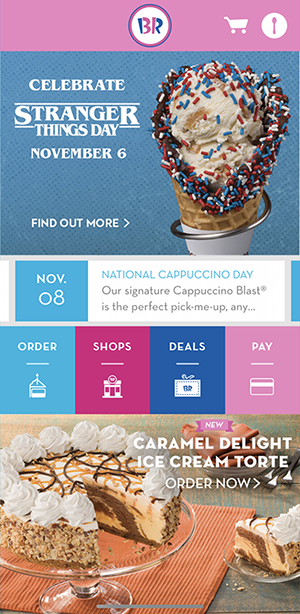 BR
CELEBRATE
STRANGER
THINGS DAY
NOVEMBER 6
FIND OUT MORE >
NOV.
08
NATIONAL CAPPUCCINO DAY
Our signature Cappuccino Blast®
is the perfect pick-me-up, any...
ORDER
SHOPS
DEALS
PAY
BR
NEW
CARAMEL DELIGHT
ICE CREAM TORTE
ORDER NOW >